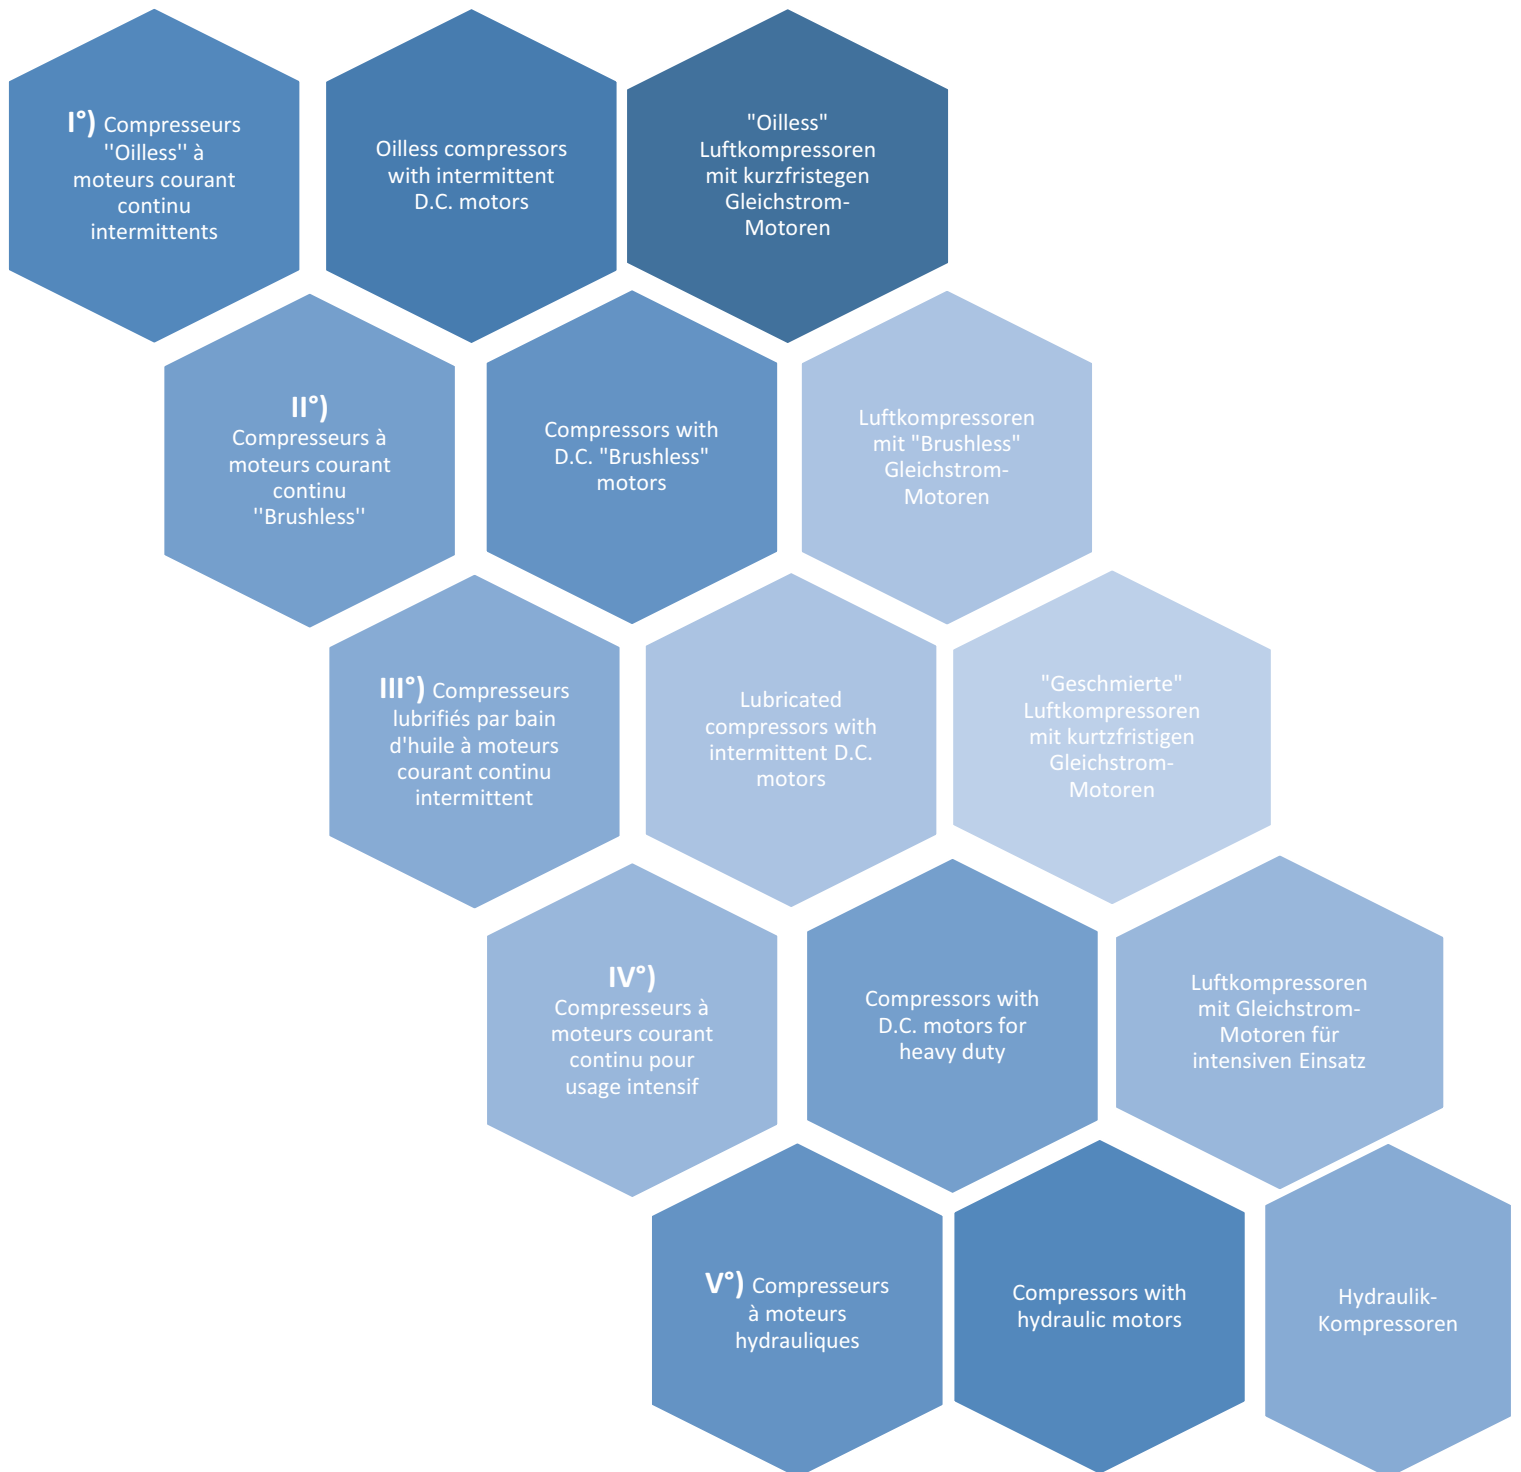 I°) Compresseurs
''Oilless'' à
moteurs courant
continu
intermittents
Oilless compressors
with intermittent
D.C. motors
"Oilless"
Luftkompressoren
mit kurzfristegen
Gleichstrom-
Motoren
II°)
Compresseurs à
moteurs courant
continu
''Brushless''
Compressors with
D.C. "Brushless"
motors
Luftkompressoren
mit "Brushless"
Gleichstrom-
Motoren
III°) Compresseurs
lubrifiés par bain
d'huile à moteurs
courant continu
intermittent
Lubricated
compressors with
intermittent D.C.
motors
"Geschmierte"
Luftkompressoren
mit kurtzfristigen
Gleichstrom-
Motoren
IV°)
Compresseurs à
moteurs courant
continu pour
usage intensif
Compressors with
D.C. motors for
heavy duty
Luftkompressoren
mit Gleichstrom-
Motoren für
intensiven Einsatz
V°) Compresseurs
à moteurs
hydrauliques
Compressors with
hydraulic motors
Hydraulik-
Kompressoren